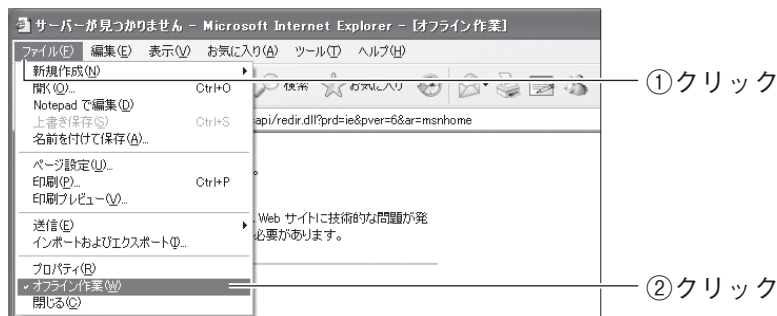 サーバーが見つかりません - Microsoft Internet Explorer - [オフライン作業]
ファイル(F) 編集(E) 表示(V) お気に入り(A) ツール(T) ヘルプ(H)
新規作成(N)
開く(O)... Ctrl+O
検索 お気に入り
Notepad で編集(D)
上書き保存(S) Ctrl+S
api/redir.dll?prd=ie&pver=6&ar=msnhome
名前を付けて保存(A)...
ページ設定(U)...
。
印刷(P)... Ctrl+P
印刷プレビュー(V)...
送信(E)
Web サイトに技術的な問題が発
インポートおよびエクスポート(I)...
必要があります。
プロパティ(R)
✓ オフライン作業(W)
閉じる(C)
①クリック
②クリック